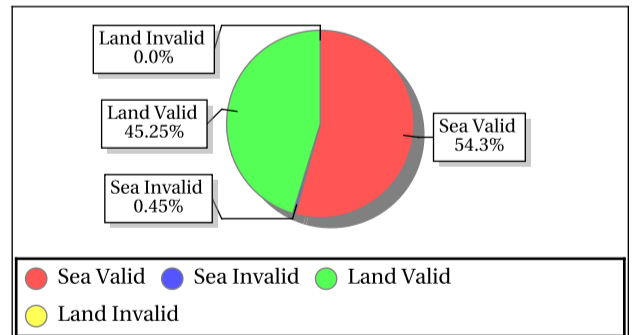 Land Invalid
0.0%
Land Valid
45.25%
Sea Valid
54.3%
Sea Invalid
0.45%
Sea Valid Sea Invalid Land Valid
Land Invalid